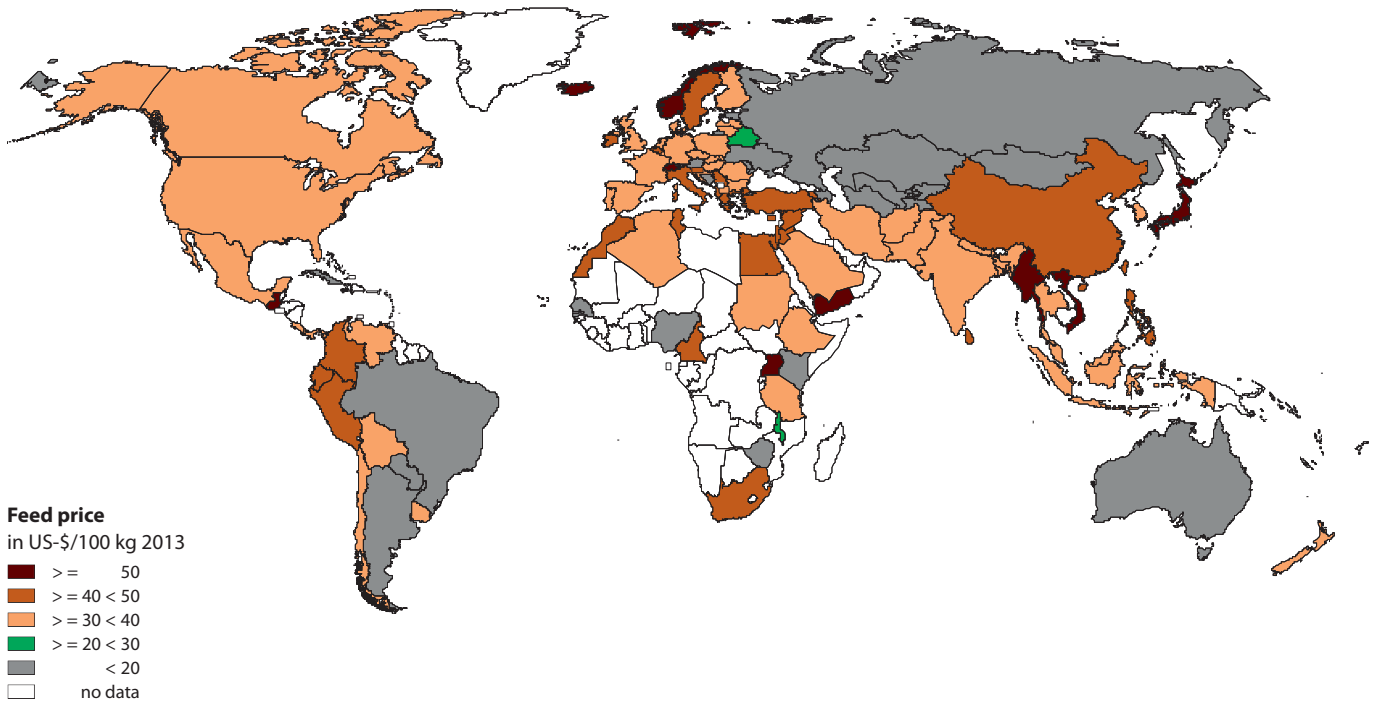 Feed price
in US-$/100 kg 2013
> = 50
> = 40 < 50
> = 30 < 40
> = 20 < 30
< 20
no data